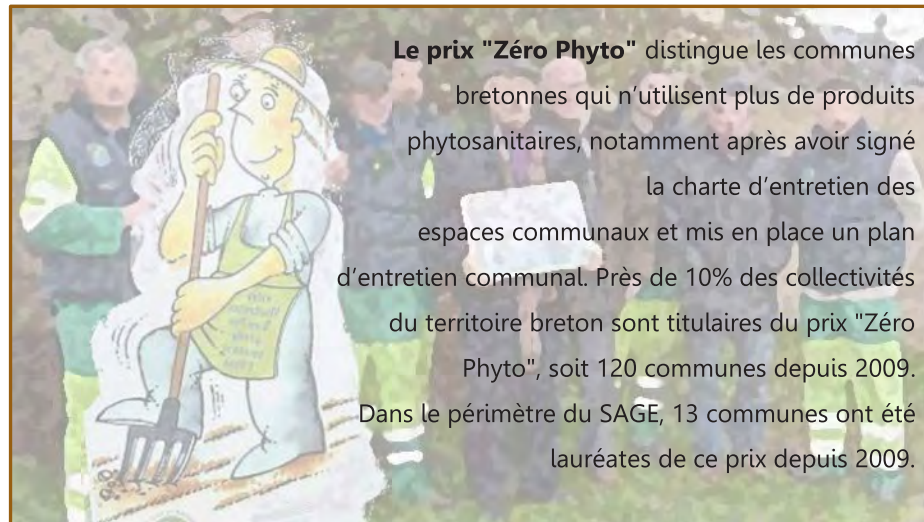 Le prix "Zéro Phyto" distingue les communes
bretonnes qui n’utilisent plus de produits
phytosanitaires, notamment après avoir signé
la charte d’entretien des
espaces communaux et mis en place un plan
d’entretien communal. Près de 10% des collectivités
du territoire breton sont titulaires du prix "Zéro
Phyto", soit 120 communes depuis 2009.
Dans le périmètre du SAGE, 13 communes ont été
lauréates de ce prix depuis 2009.